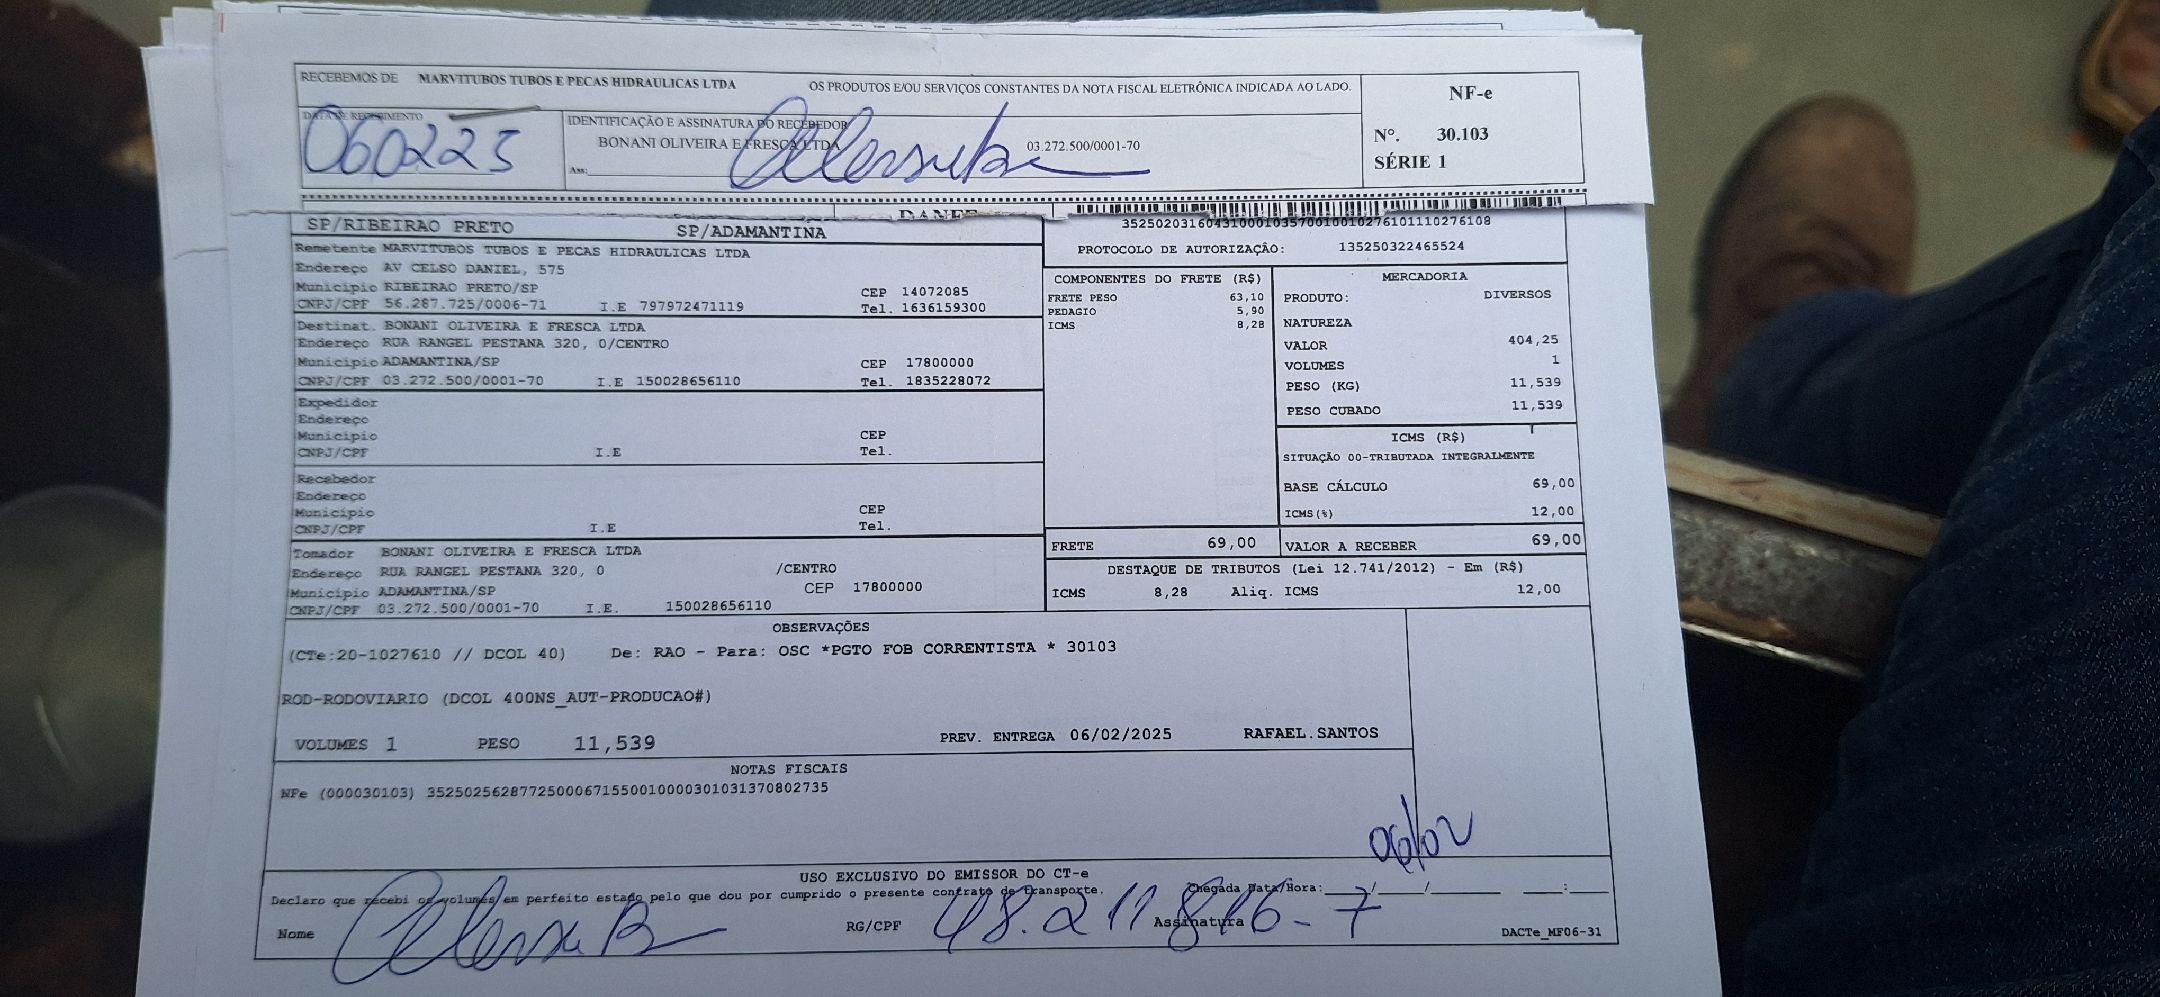 RECEBEMOS DE MARVITUBOS TUBOS E PECAS HIDRAULICAS LTDA OS PRODUTOS E/OU SERVIÇOS CONSTANTES DA NOTA FISCAL ELETRÔNICA INDICADA AO LADO.
NF-e
Nº. 30.103
SÉRIE 1
DATA DE RECEBIMENTO
060225
IDENTIFICAÇÃO E ASSINATURA DO RECEBEDOR
BONANI OLIVEIRA E FRESCA LTDA 03.272.500/0001-70
Ass:
DANFE
SP/RIBEIRAO PRETO SP/ADAMANTINA
Remetente MARVITUBOS TUBOS E PECAS HIDRAULICAS LTDA
Endereço AV CELSO DANIEL, 575
Municipio RIBEIRAO PRETO/SP CEP 14072085
CNPJ/CPF 56.287.725/0006-71 I.E 797972471119 Tel. 1636159300
Destinat. BONANI OLIVEIRA E FRESCA LTDA
Endereço RUA RANGEL PESTANA 320, 0/CENTRO
Municipio ADAMANTINA/SP CEP 17800000
CNPJ/CPF 03.272.500/0001-70 I.E 150028656110 Tel. 1835228072
Expedidor
Endereço
Municipio CEP
CNPJ/CPF I.E Tel.
Recebedor
Endereço
Municipio CEP
CNPJ/CPF I.E Tel.
Tomador BONANI OLIVEIRA E FRESCA LTDA
Endereço RUA RANGEL PESTANA 320, 0 /CENTRO
Municipio ADAMANTINA/SP CEP 17800000
CNPJ/CPF 03.272.500/0001-70 I.E. 150028656110
PROTOCOLO DE AUTORIZAÇÃO: 135250322465524
COMPONENTES DO FRETE (R$)
FRETE PESO 63,10
PEDAGIO 5,90
ICMS 8,28
MERCADORIA
PRODUTO: DIVERSOS
NATUREZA
VALOR 404,25
VOLUMES 1
PESO (KG) 11,539
PESO CUBADO 11,539
ICMS (R$)
SITUAÇÃO 00-TRIBUTADA INTEGRALMENTE
BASE CÁLCULO 69,00
ICMS(%) 12,00
FRETE 69,00 VALOR A RECEBER 69,00
DESTAQUE DE TRIBUTOS (Lei 12.741/2012) - Em (R$)
ICMS 8,28 Aliq. ICMS 12,00
OBSERVAÇÕES
(CTe:20-1027610 // DCOL 40) De: RAO - Para: OSC *PGTO FOB CORRENTISTA * 30103
ROD-RODOVIARIO (DCOL 400NS_AUT-PRODUCAO#)
VOLUMES 1 PESO 11,539 PREV. ENTREGA 06/02/2025 RAFAEL.SANTOS
NOTAS FISCAIS
NFe (000030103) 35250256287725000671550010000301031370802735
06/02
USO EXCLUSIVO DO EMISSOR DO CT-e
Declaro que recebi os volumes em perfeito estado pelo que dou por cumprido o presente contrato de transporte. Chegada Data/Hora:___/___/______ ___:___
Nome RG/CPF 48.211816-7 Assinatura
DACTe_MF06-31